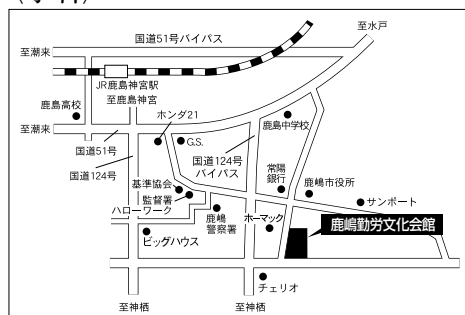 国道51号バイパス
至水戸
至潮来
JR鹿島神宮駅
至鹿島神宮
鹿島高校
ホンダ21
至潮来
G.S.
鹿島中学校
国道51号
国道124号
国道124号
バイパス
常陽
銀行
鹿嶋市役所
基準協会
監督署
ハローワーク
サンポート
鹿嶋
警察署
ホーマック
鹿嶋勤労文化会館
ビッグハウス
チェリオ
至神栖
至神栖